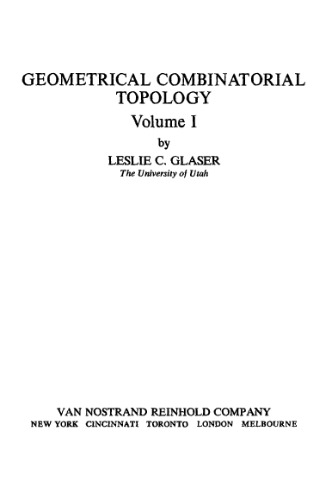 GEOMETRICAL COMBINATORIAL
TOPOLOGY
Volume I
by
LESLIE C. GLASER
The University of Utah
VAN NOSTRAND REINHOLD COMPANY
NEW YORK CINCINNATI TORONTO LONDON MELBOURNE